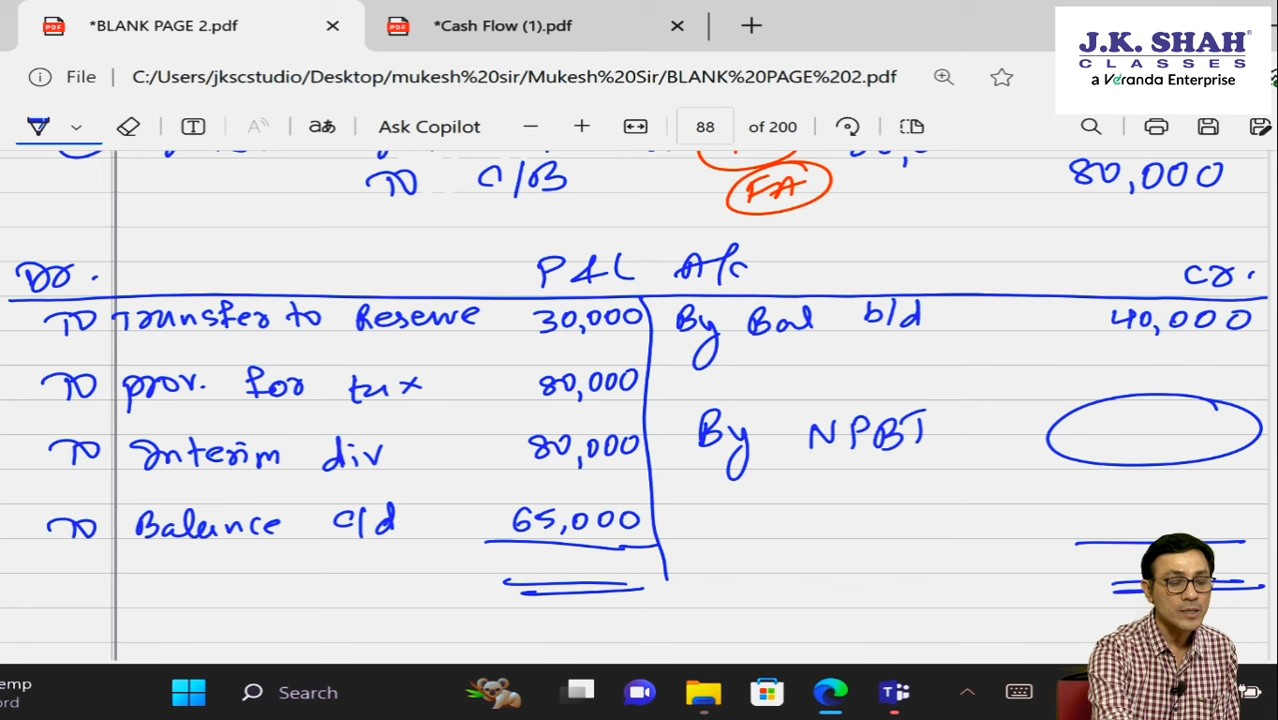 *BLANK PAGE 2.pdf
*Cash Flow (1).pdf
J.K. SHAH
CLASSES
a Veranda Enterprise
File C:/Users/jkscstudio/Desktop/mukesh%20sir/Mukesh%20Sir/BLANK%20PAGE%202.pdf
Ask Copilot 88 of 200
To C/B FA 80,000
Dr. P&L A/c Cr.
To Transfer to Reserve 30,000 By Bal b/d 40,000
To prov. for tax 80,000
By NPBT
To Interim div 80,000
To Balance c/d 65,000
emp
ord
Search